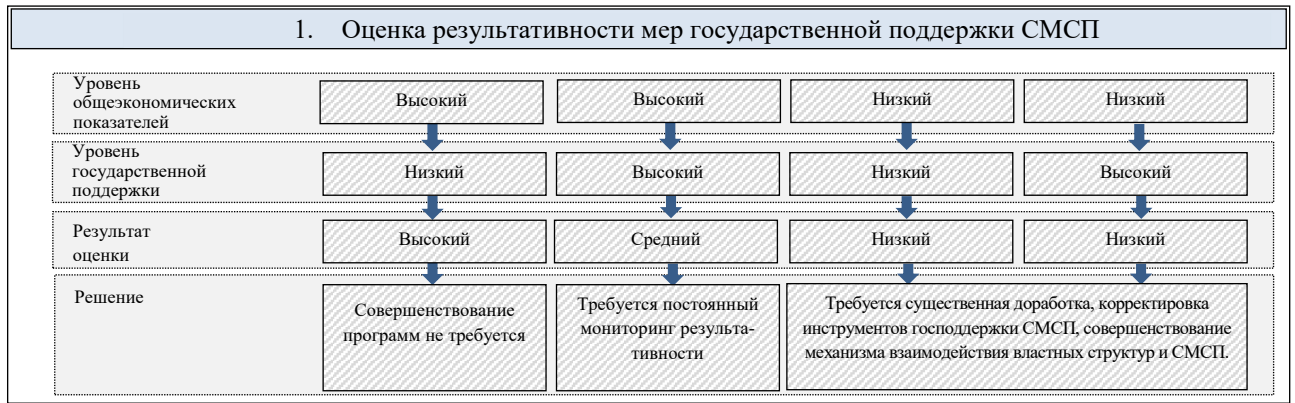 1. Оценка результативности мер государственной поддержки СМСП
Уровень
общеэкономических
показателей
Высокий
Высокий
Низкий
Низкий
Уровень
государственной
поддержки
Низкий
Высокий
Низкий
Высокий
Результат
оценки
Высокий
Средний
Низкий
Низкий
Решение
Совершенствование
программ не требуется
Требуется постоянный
мониторинг результа-
тивности
Требуется существенная доработка, корректировка
инструментов господдержки СМСП, совершенствование
механизма взаимодействия властных структур и СМСП.